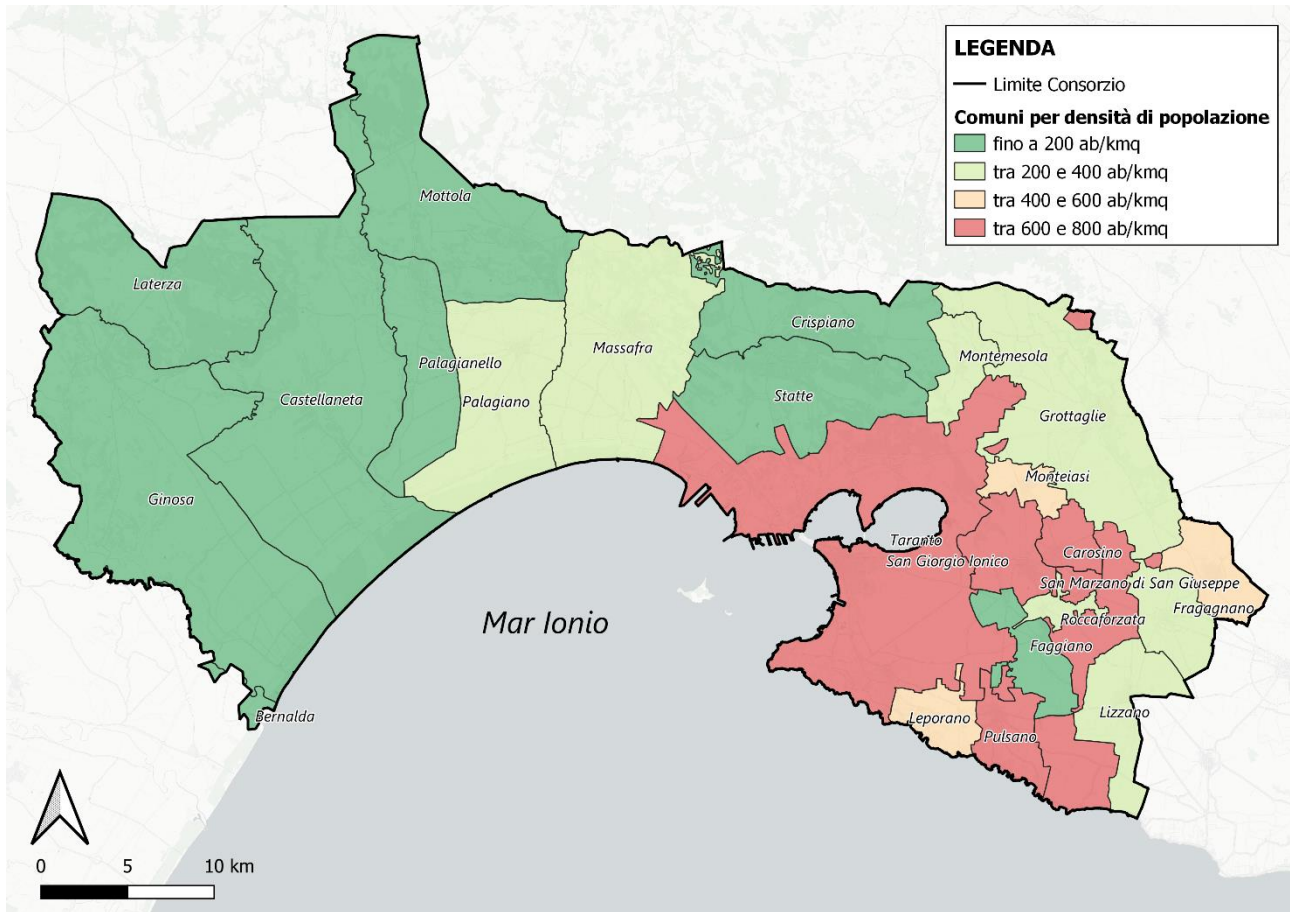 LEGENDA
Limite Consorzio
Comuni per densità di popolazione
fino a 200 ab/kmq
tra 200 e 400 ab/kmq
tra 400 e 600 ab/kmq
tra 600 e 800 ab/kmq
Mottola
Laterza
Crispiano
Massafra
Montemesola
Palagianello
Castellaneta
Palagiano
Statte
Grottaglie
Monteiasi
Ginosa
Taranto
Carosino
San Giorgio Ionico
San Marzano di San Giuseppe
Fragagnano
Mar Ionio
Roccaforzata
Faggiano
Bernalda
Leporano
Lizzano
Pulsano
0 5 10 km